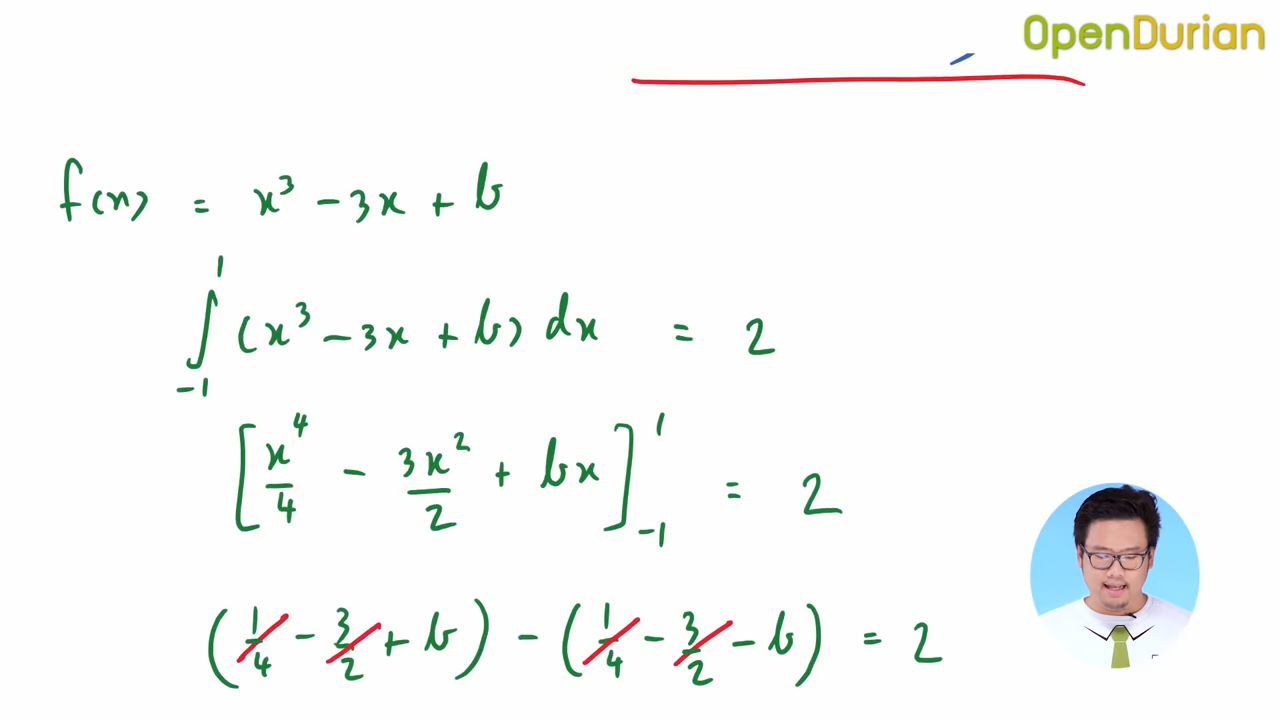 OpenDurian
f(x) = x³ - 3x + b
∫₋₁¹ (x³ - 3x + b) dx = 2
[x⁴/4 - 3x²/2 + bx]₋₁¹ = 2
(1/4 - 3/2 + b) - (1/4 - 3/2 - b) = 2